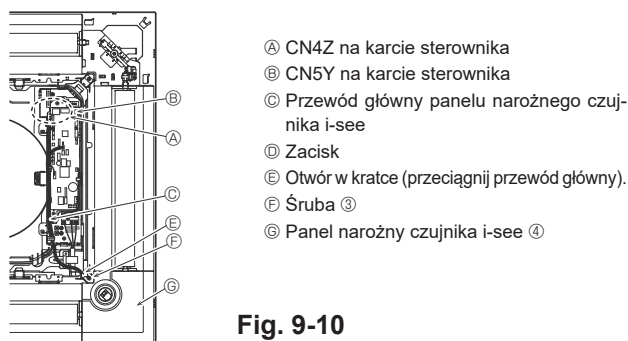 Ⓑ
Ⓐ
Ⓒ
Ⓔ
Ⓕ
Ⓖ
Ⓐ CN4Z na karcie sterownika
Ⓑ CN5Y na karcie sterownika
Ⓒ Przewód główny panelu narożnego czuj-
nika i-see
Ⓓ Zacisk
Ⓔ Otwór w kratce (przeciągnij przewód główny).
Ⓕ Śruba ③
Ⓖ Panel narożny czujnika i-see ④
Fig. 9-10